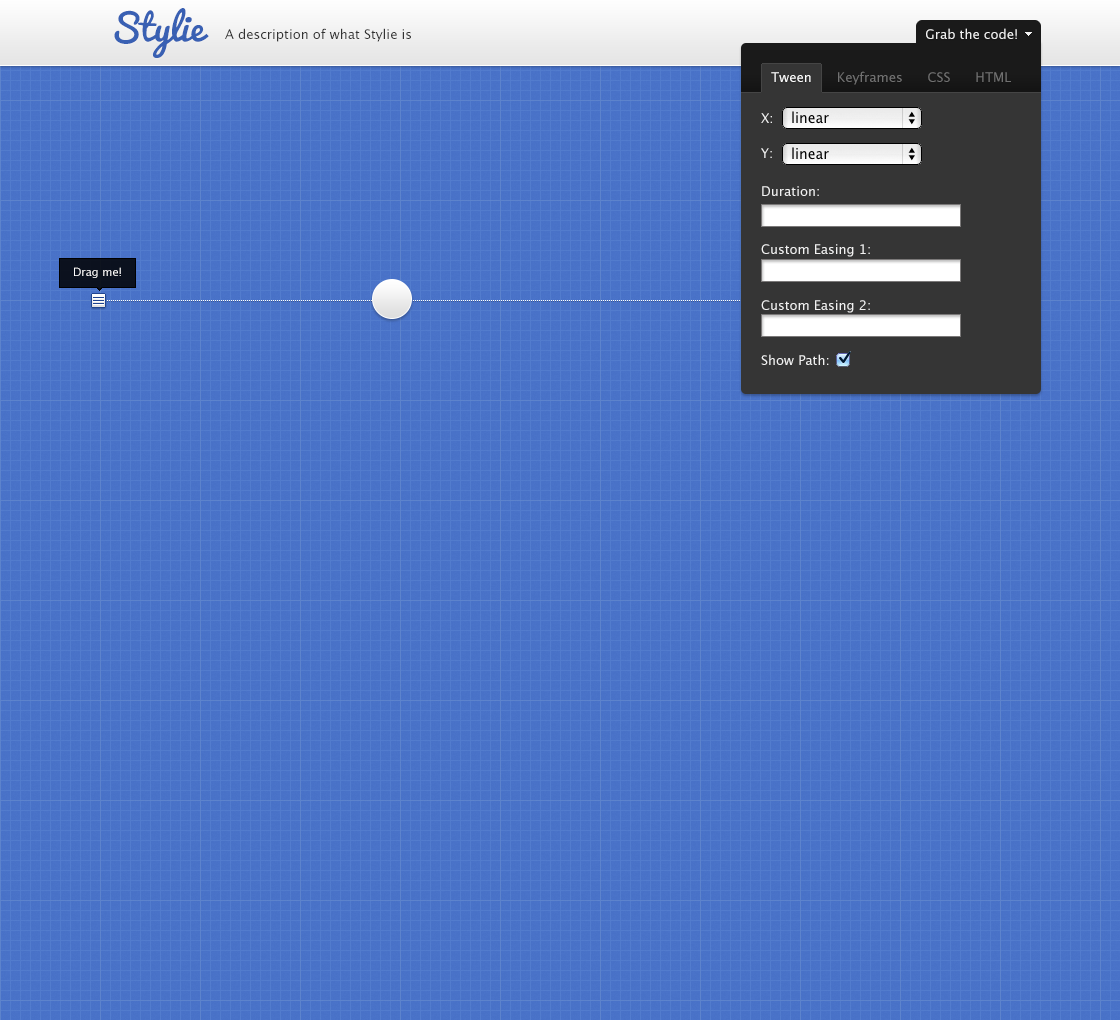 Stylie
A description of what Stylie is
Grab the code!
Tween Keyframes CSS HTML
X: linear
Y: linear
Duration:
Custom Easing 1:
Drag me!
Custom Easing 2:
Show Path: